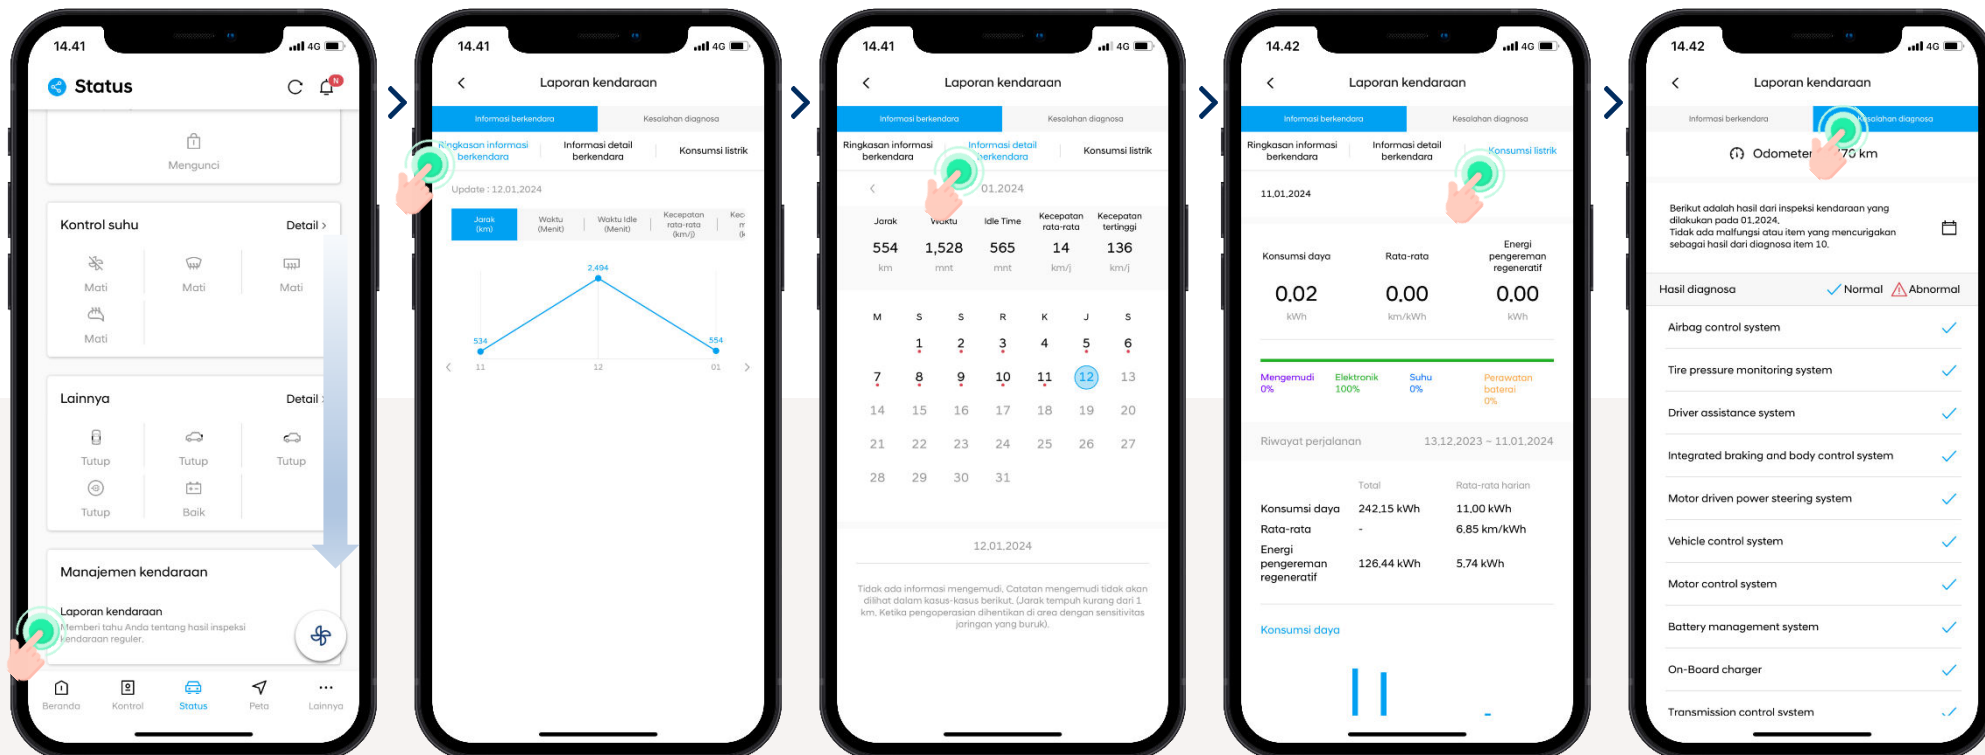 14.41
4G
Status
N
Mengunci
Kontrol suhu
Detail >
Mati
Mati
Mati
Mati
Lainnya
Detail
Tutup
Tutup
Tutup
Tutup
Baik
Manajemen kendaraan
Laporan kendaraan
Memberi tahu Anda tentang hasil inspeksi
kendaraan reguler.
Beranda
Kontrol
Status
Peta
Lainnya
14.41
4G
Laporan kendaraan
Informasi berkendara
Kesalahan diagnosa
Ringkasan informasi
berkendara
Informasi detail
berkendara
Konsumsi listrik
Update : 12.01.2024
Jarak
(km)
Waktu
(Menit)
Waktu Idle
(Menit)
Kecepatan
rata-rata
(km/j)
2,494
534
554
11
12
01
14.41
4G
Laporan kendaraan
Informasi berkendara
Kesalahan diagnosa
Ringkasan informasi
berkendara
Informasi detail
berkendara
Konsumsi listrik
01.2024
Jarak
Waktu
Idle Time
Kecepatan
rata-rata
Kecepatan
tertinggi
554
1,528
565
14
136
km
mnt
mnt
km/j
km/j
M S S R K J S
1 2 3 4 5 6
7 8 9 10 11 12 13
14 15 16 17 18 19 20
21 22 23 24 25 26 27
28 29 30 31
12.01.2024
Tidak ada informasi mengemudi, Catatan mengemudi tidak akan
dilihat dalam kasus-kasus berikut. (Jarak tempuh kurang dari 1
km. Ketika pengoperasian dihentikan di area dengan sensitivitas
jaringan yang buruk).
14.42
4G
Laporan kendaraan
Informasi berkendara
Kesalahan diagnosa
Ringkasan informasi
berkendara
Informasi detail
berkendara
Konsumsi listrik
11.01.2024
Konsumsi daya
Rata-rata
Energi
pengereman
regeneratif
0.02
0.00
0.00
kWh
km/kWh
kWh
Mengemudi
0%
Elektronik
100%
Suhu
0%
Perawatan
baterai
0%
Riwayat perjalanan
13.12.2023 ~ 11.01.2024
Total
Rata-rata harian
Konsumsi daya 242.15 kWh 11.00 kWh
Rata-rata - 6.85 km/kWh
Energi
pengereman
regeneratif
126.44 kWh 5.74 kWh
Konsumsi daya
14.42
4G
Laporan kendaraan
Informasi berkendara
Kesalahan diagnosa
Odometer
km
Berikut adalah hasil dari inspeksi kendaraan yang
dilakukan pada 01.2024.
Tidak ada malfungsi atau item yang mencurigakan
sebagai hasil dari diagnosa item 10.
Hasil diagnosa
Normal
Abnormal
Airbag control system
Tire pressure monitoring system
Driver assistance system
Integrated braking and body control system
Motor driven power steering system
Vehicle control system
Motor control system
Battery management system
On-Board charger
Transmission control system